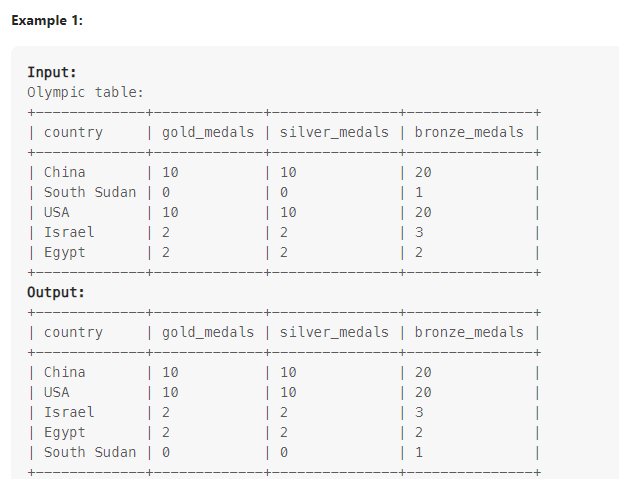 Example 1:
Input:
Olympic table:
+-------------+-------------+---------------+---------------+
| country     | gold_medals | silver_medals | bronze_medals |
+-------------+-------------+---------------+---------------+
| China       | 10          | 10            | 20            |
| South Sudan | 0           | 0             | 1             |
| USA         | 10          | 10            | 20            |
| Israel      | 2           | 2             | 3             |
| Egypt       | 2           | 2             | 2             |
+-------------+-------------+---------------+---------------+
Output:
+-------------+-------------+---------------+---------------+
| country     | gold_medals | silver_medals | bronze_medals |
+-------------+-------------+---------------+---------------+
| China       | 10          | 10            | 20            |
| USA         | 10          | 10            | 20            |
| Israel      | 2           | 2             | 3             |
| Egypt       | 2           | 2             | 2             |
| South Sudan | 0           | 0             | 1             |
+-------------+-------------+---------------+---------------+